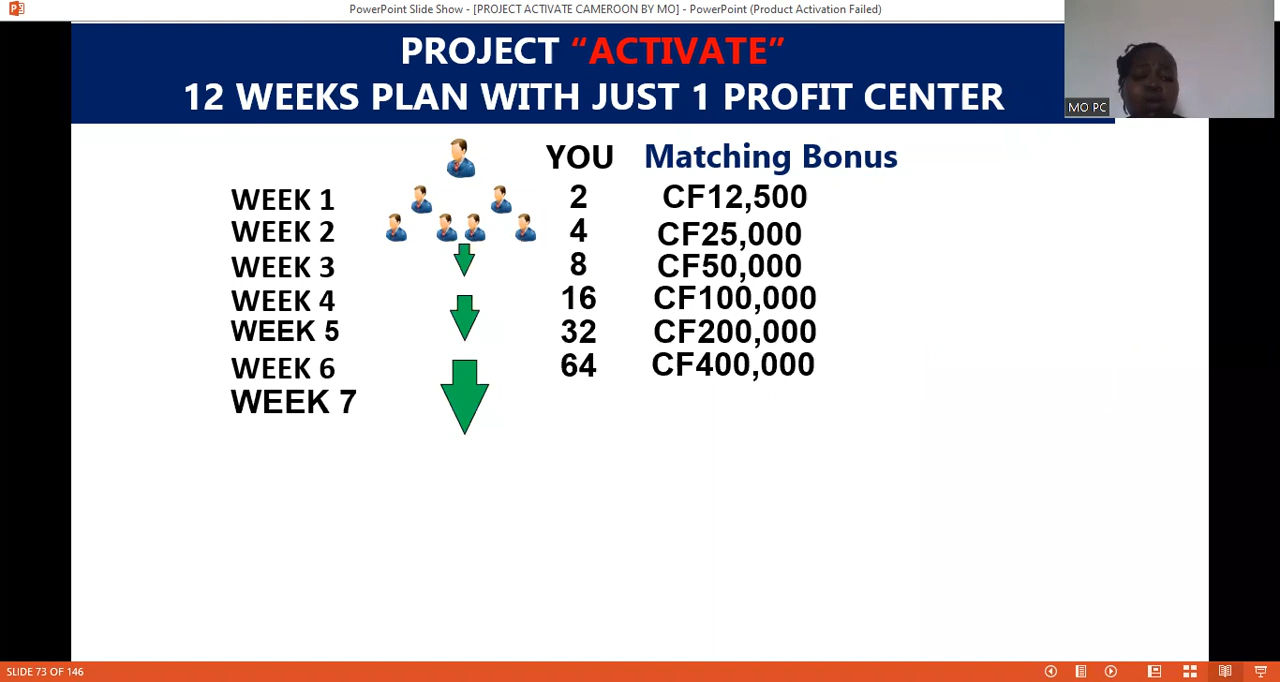 PowerPoint Slide Show - [PROJECT ACTIVATE CAMEROON BY MO] - PowerPoint (Product Activation Failed)
PROJECT “ACTIVATE”
12 WEEKS PLAN WITH JUST 1 PROFIT CENTER
MO PC
YOU Matching Bonus
WEEK 1 2 CF12,500
WEEK 2 4 CF25,000
WEEK 3 8 CF50,000
WEEK 4 16 CF100,000
WEEK 5 32 CF200,000
WEEK 6 64 CF400,000
WEEK 7
SLIDE 73 OF 146